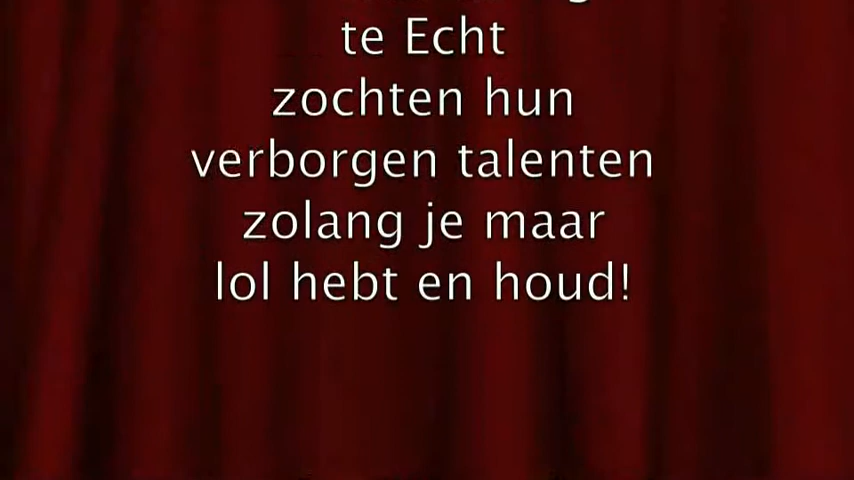 te Echt
zochten hun
verborgen talenten
zolang je maar
lol hebt en houd!